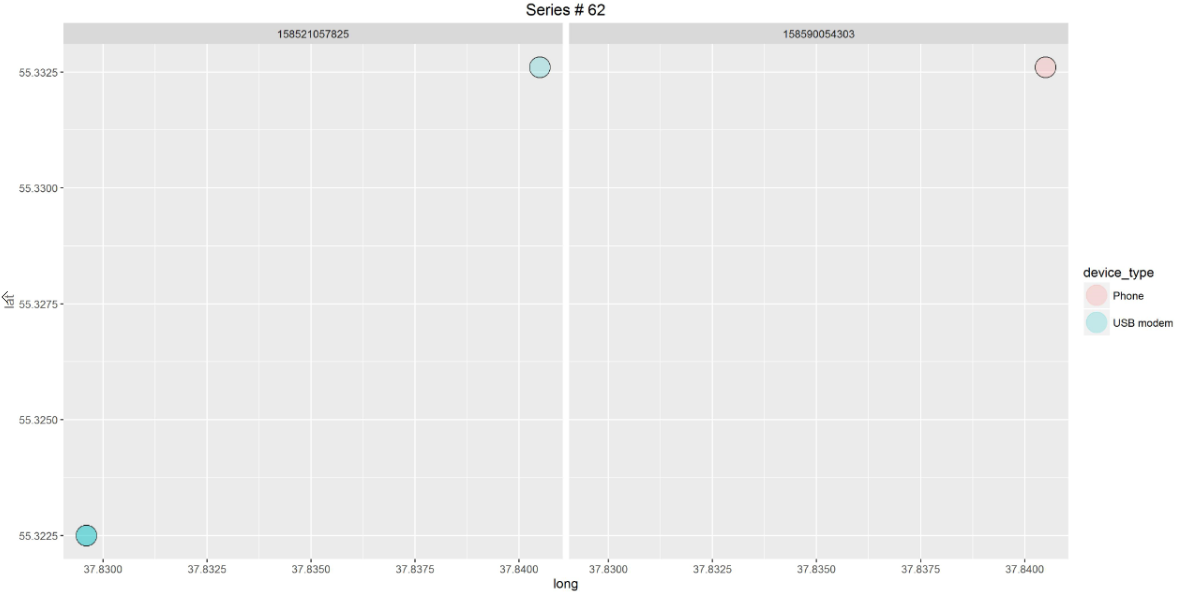 Series # 62
158521057825 158590054303
55.3325
55.3300
55.3275
55.3250
55.3225
lat
37.8300 37.8325 37.8350 37.8375 37.8400 37.8300 37.8325 37.8350 37.8375 37.8400
long
device_type
Phone
USB modem